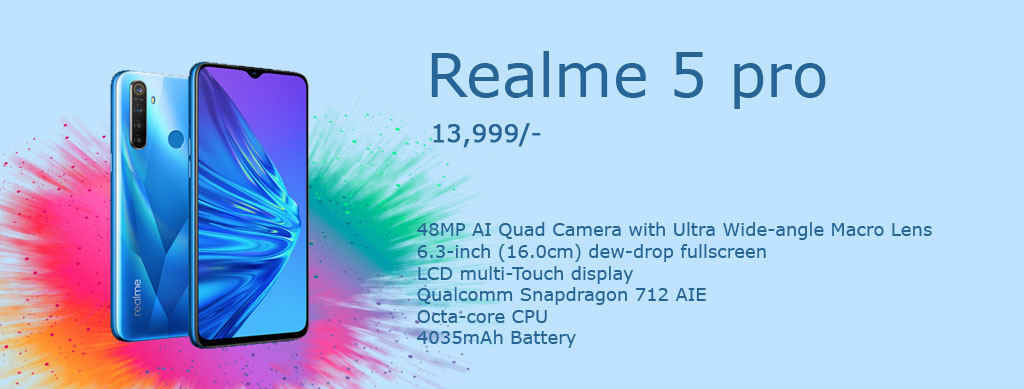 Realme 5 pro
13,999/-
48MP AI Quad Camera with Ultra Wide-angle Macro Lens
6.3-inch (16.0cm) dew-drop fullscreen
LCD multi-Touch display
Qualcomm Snapdragon 712 AIE
Octa-core CPU
4035mAh Battery
realme